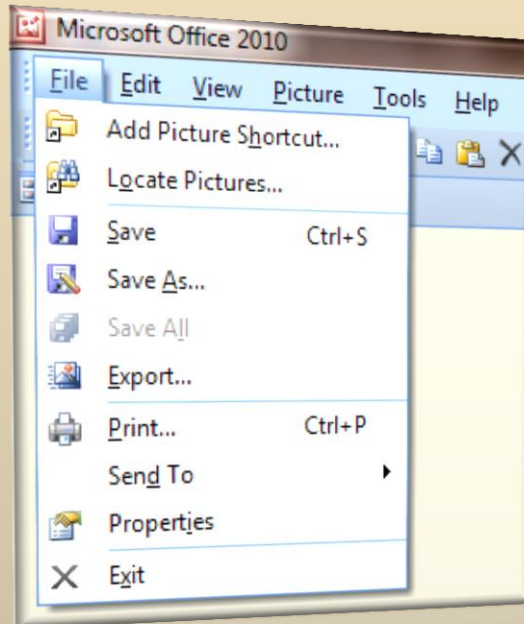 Microsoft Office 2010
File Edit View Picture Tools Help
Add Picture Shortcut...
Locate Pictures...
Save Ctrl+S
Save As...
Save All
Export...
Print... Ctrl+P
Send To
Properties
Exit